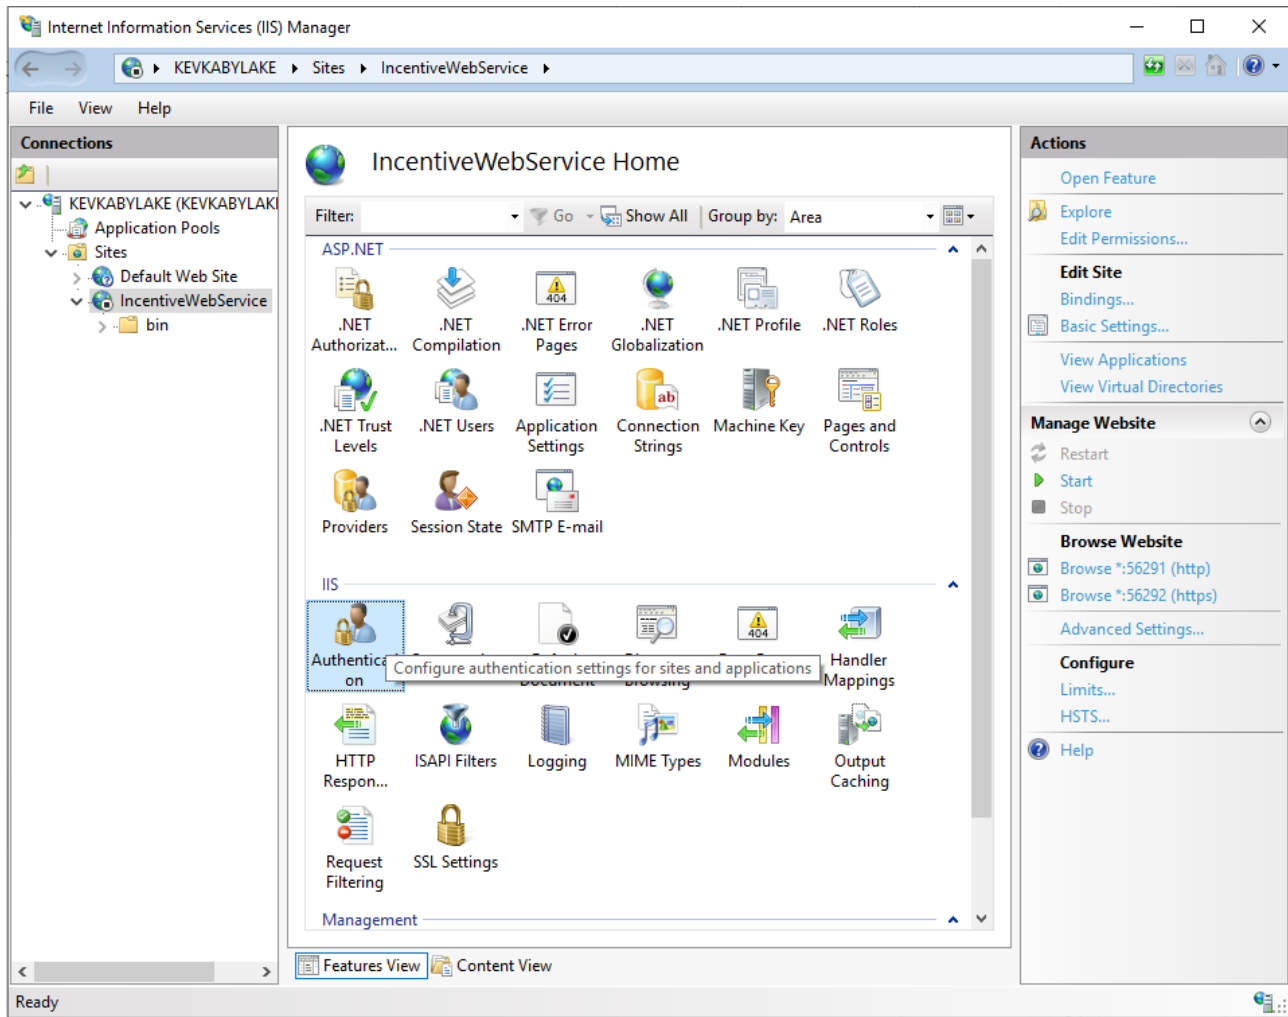 Internet Information Services (IIS) Manager
KEVKABYLAKE Sites IncentiveWebService
File View Help
Connections
KEVKABYLAKE (KEVKABYLAKI
Application Pools
Sites
Default Web Site
IncentiveWebService
bin
IncentiveWebService Home
Filter: Go Show All Group by: Area
ASP.NET
.NET Authorizat...
.NET Compilation
.NET Error Pages
.NET Globalization
.NET Profile
.NET Roles
.NET Trust Levels
.NET Users
Application Settings
Connection Strings
Machine Key
Pages and Controls
Providers
Session State
SMTP E-mail
IIS
Authentica
on
Configure authentication settings for sites and applications
Document
Browsing
Handler Mappings
HTTP Respon...
ISAPI Filters
Logging
MIME Types
Modules
Output Caching
Request Filtering
SSL Settings
Management
Features View
Content View
Actions
Open Feature
Explore
Edit Permissions...
Edit Site
Bindings...
Basic Settings...
View Applications
View Virtual Directories
Manage Website
Restart
Start
Stop
Browse Website
Browse *:56291 (http)
Browse *:56292 (https)
Advanced Settings...
Configure
Limits...
HSTS...
Help
Ready